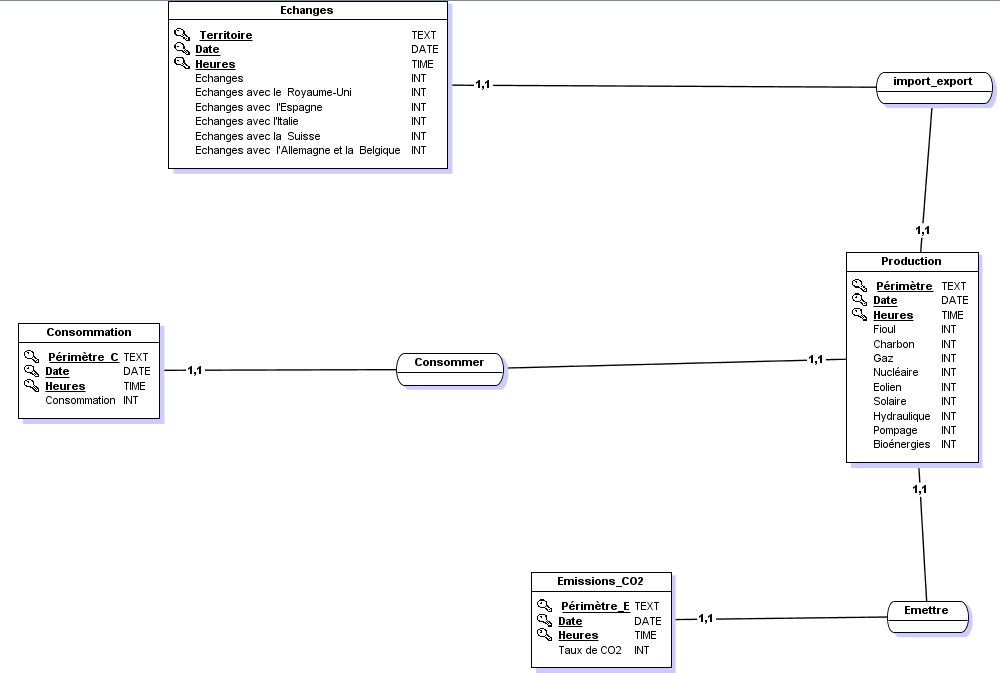 Echanges
Territoire TEXT
Date DATE
Heures TIME
Echanges INT
Echanges avec le Royaume-Uni INT
Echanges avec l'Espagne INT
Echanges avec l'Italie INT
Echanges avec la Suisse INT
Echanges avec l'Allemagne et la Belgique INT
1,1
import_export
1,1
Production
Périmètre TEXT
Date DATE
Heures TIME
Fioul INT
Charbon INT
Gaz INT
Nucléaire INT
Eolien INT
Solaire INT
Hydraulique INT
Pompage INT
Bioénergies INT
Consommation
Périmètre_C TEXT
Date DATE
Heures TIME
Consommation INT
1,1
Consommer
1,1
1,1
Emissions_CO2
Périmètre_E TEXT
Date DATE
Heures TIME
Taux de CO2 INT
1,1
Emettre